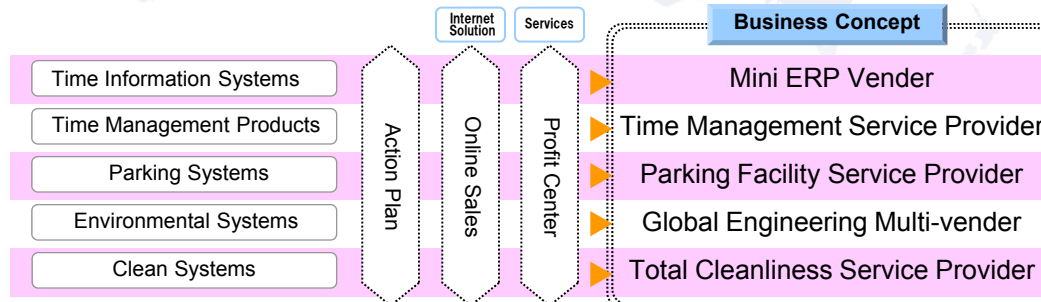 Internet
Solution
Services
Business Concept
Time Information Systems
Mini ERP Vender
Time Management Products
Time Management Service Provider
Parking Systems
Parking Facility Service Provider
Environmental Systems
Global Engineering Multi-vender
Clean Systems
Total Cleanliness Service Provider
Action Plan
Online Sales
Profit Center